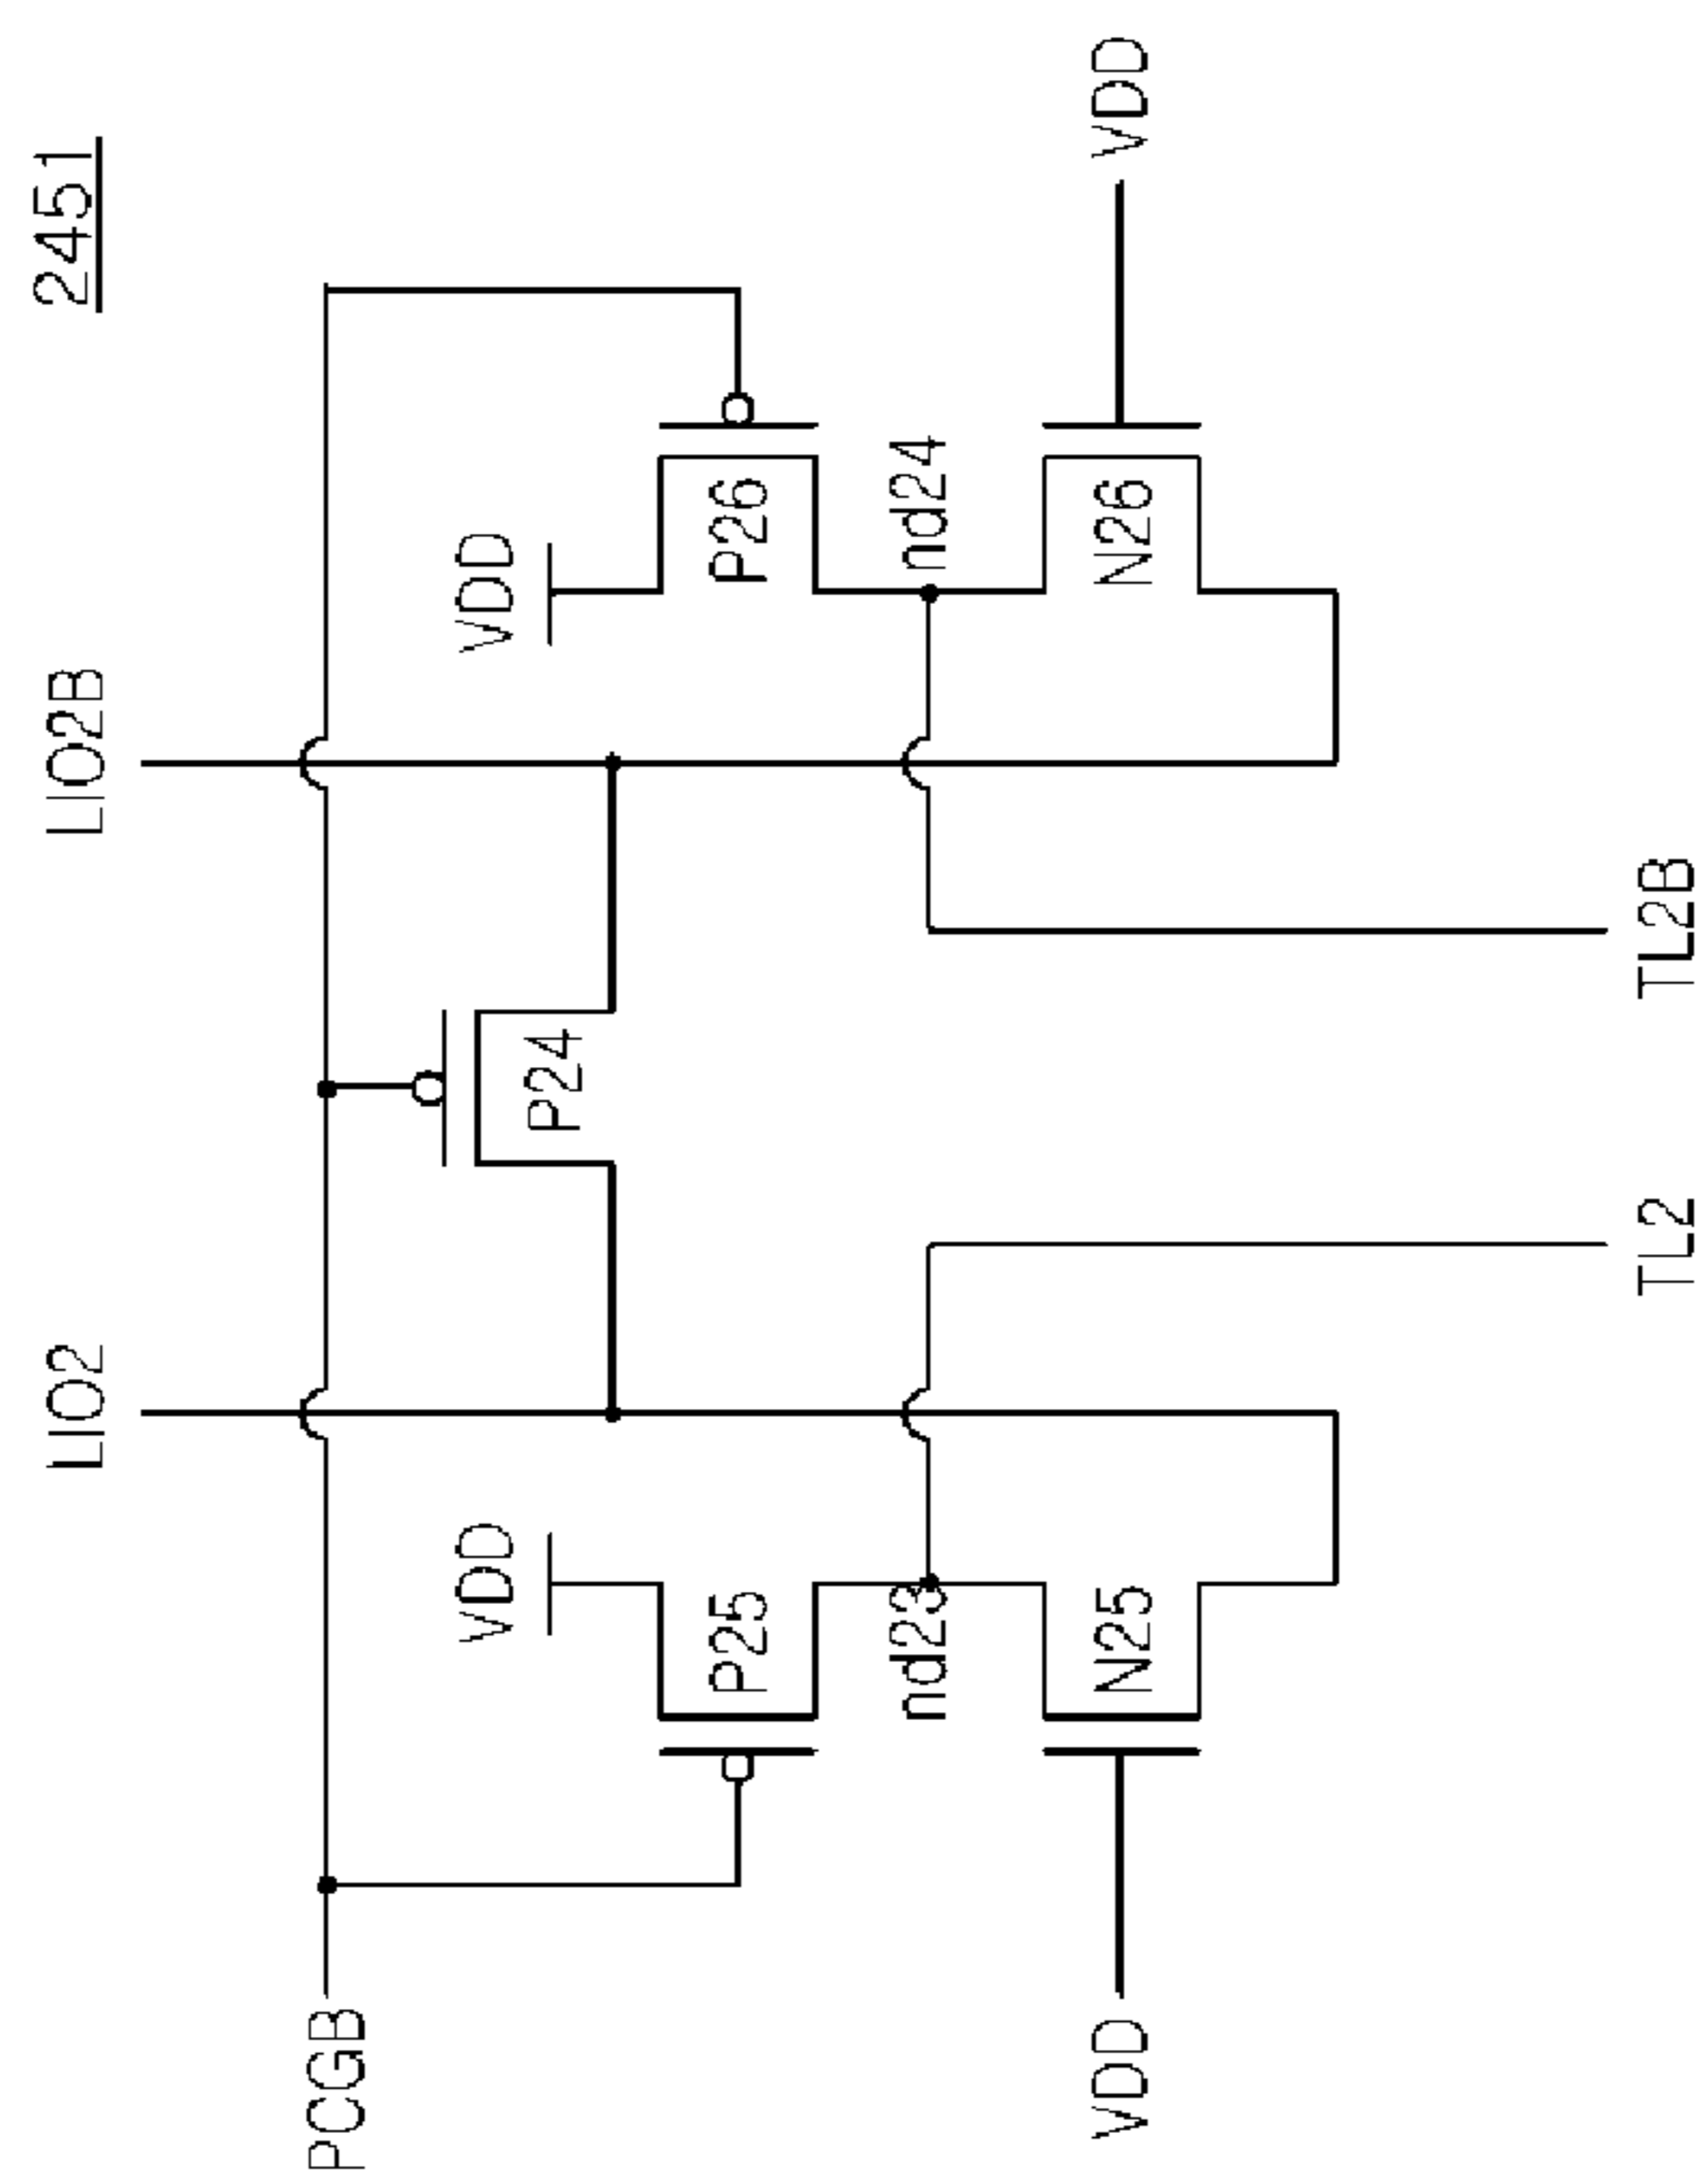 2451
LIO2
LIO2B
PCGB
VDD
VDD
P24
P25
P26
nd23
nd24
VDD
N25
N26
VDD
TL2
TL2B